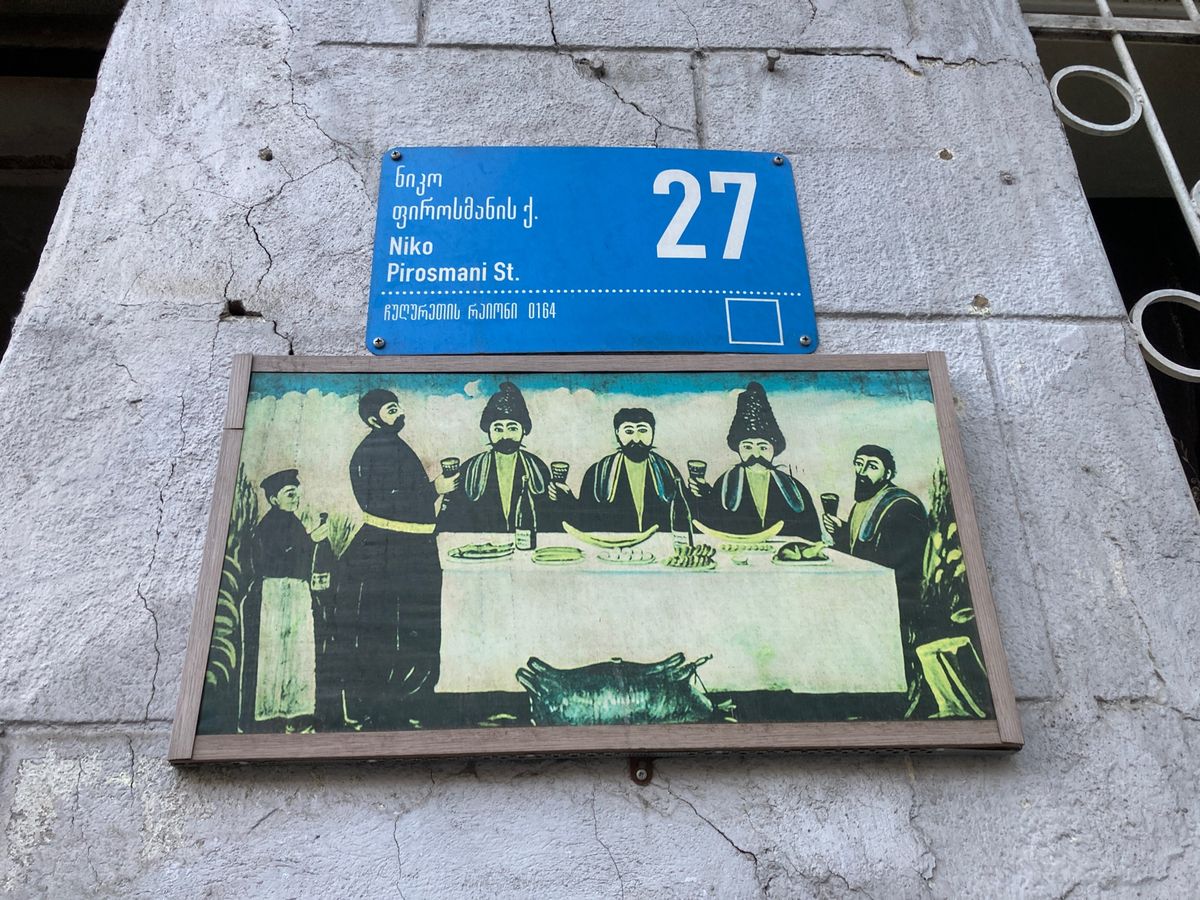 ნიკო
ფიროსმანის ქ.
Niko
Pirosmani St.
27
ჩუღურეთის რაიონი 0164